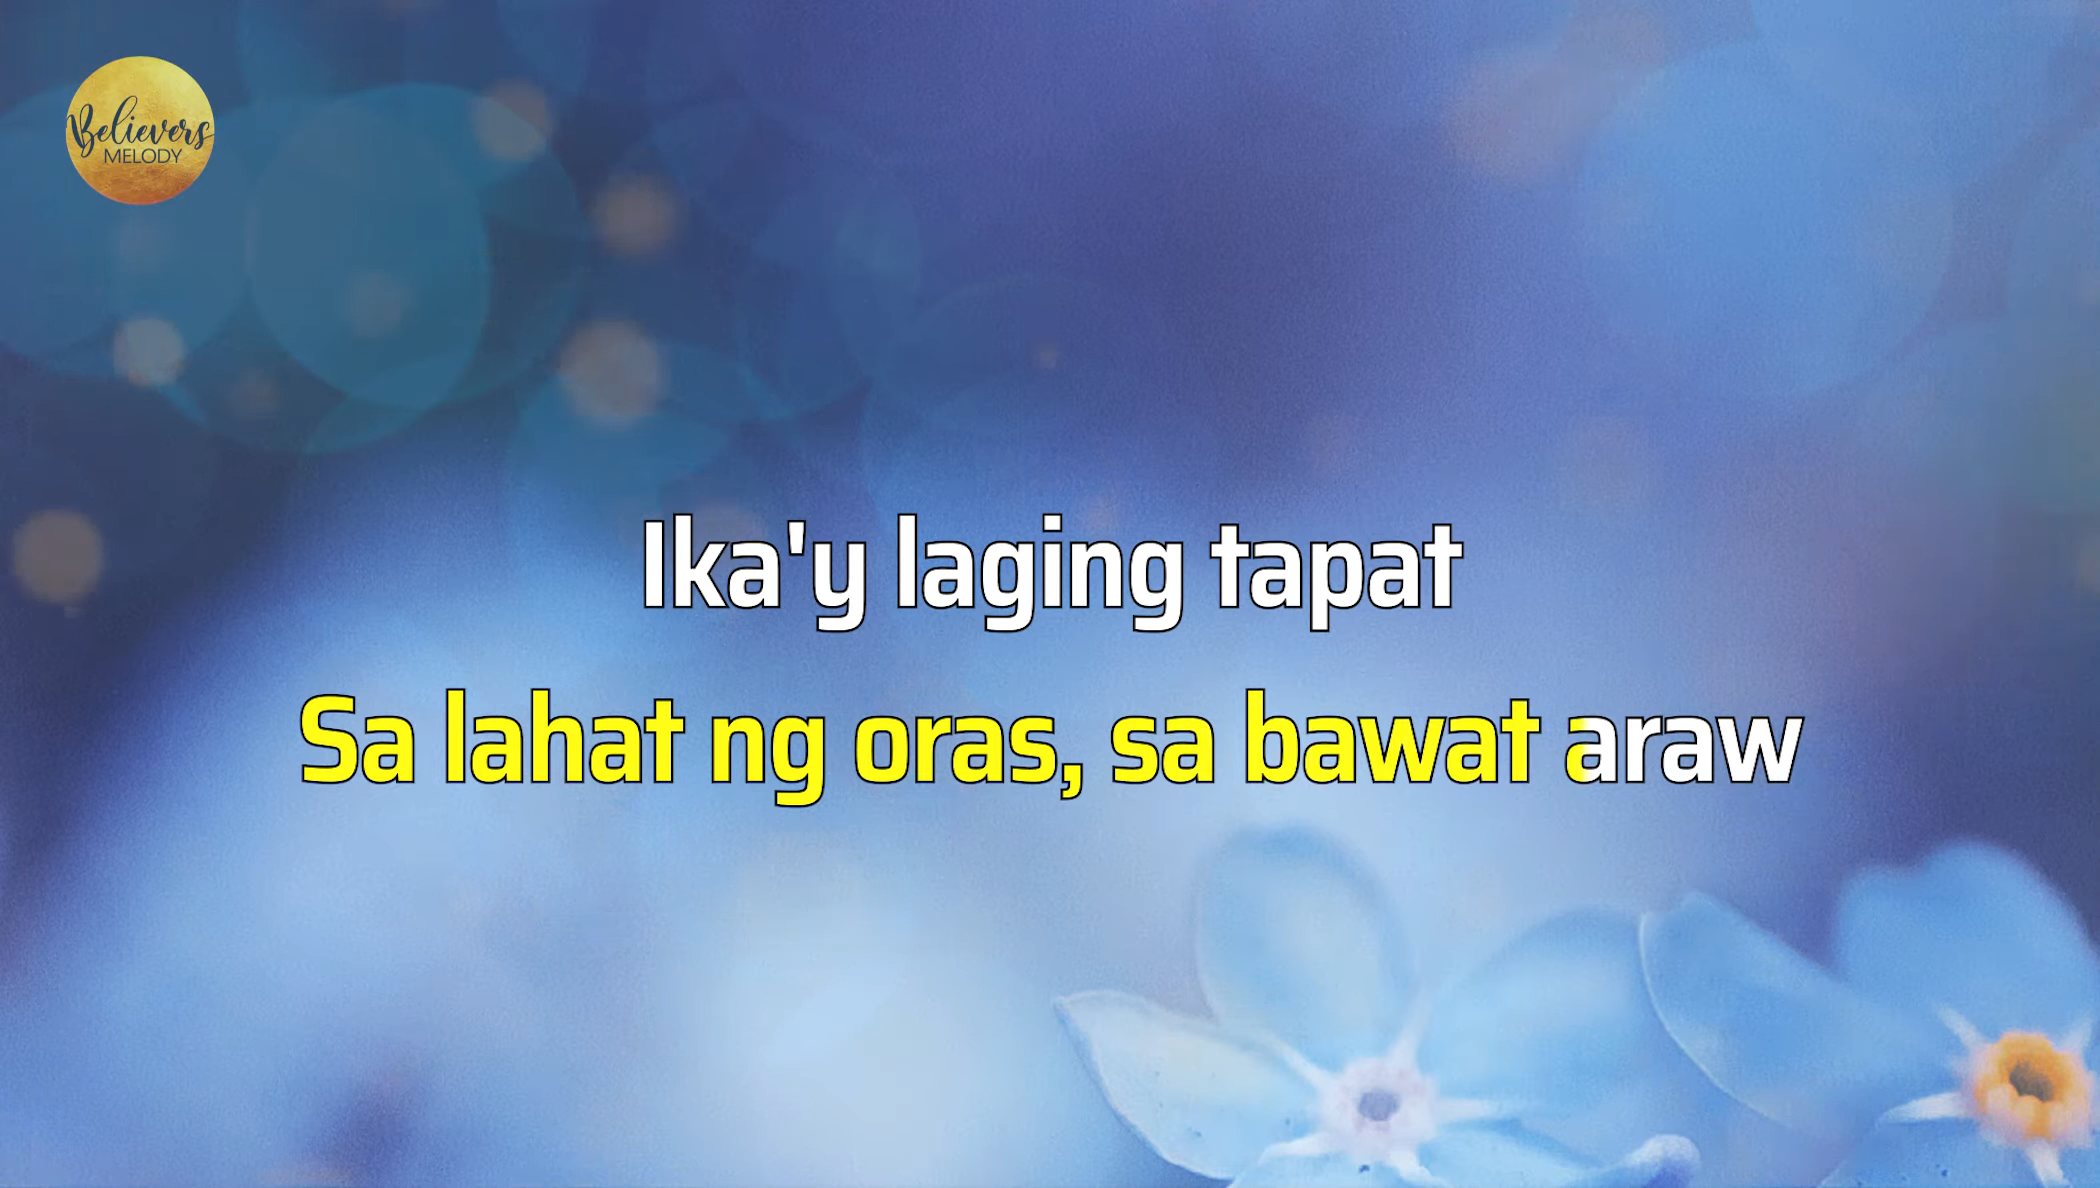 Believers
MELODY
Ika'y laging tapat
Sa lahat ng oras, sa bawat araw